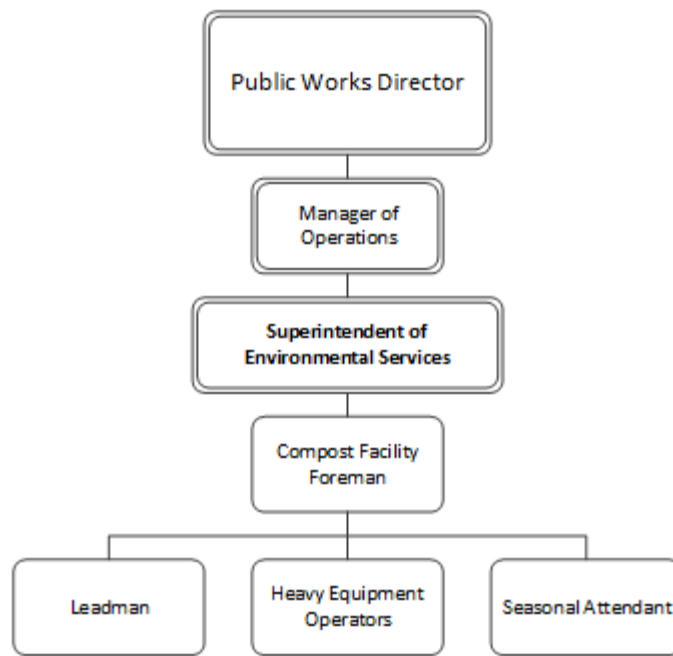 Public Works Director
Manager of
Operations
Superintendent of
Environmental Services
Compost Facility
Foreman
Leadman
Heavy Equipment
Operators
Seasonal Attendant